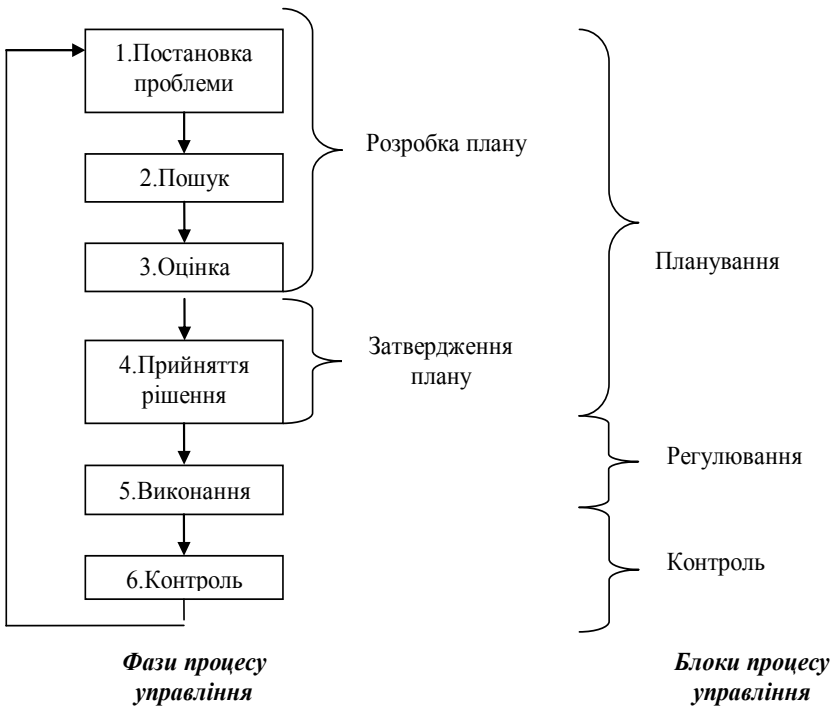 1.Постановка
проблеми
2.Пошук
3.Оцінка
4.Прийняття
рішення
5.Виконання
6.Контроль
Розробка плану
Затвердження
плану
Планування
Регулювання
Контроль
Фази процесу
управління
Блоки процесу
управління